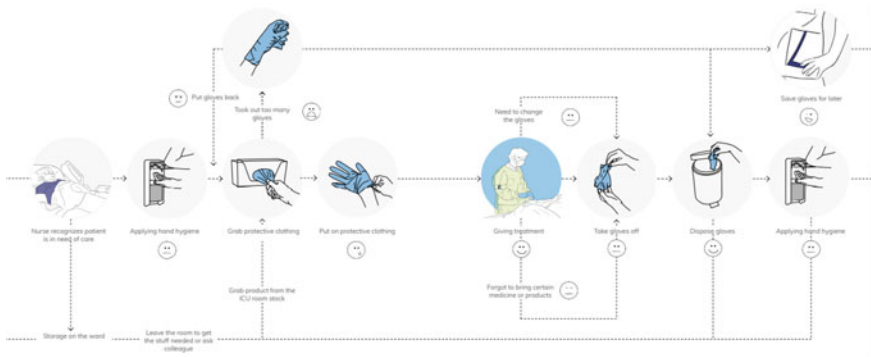 Put gloves back
Took out too many
gloves
Save gloves for later
Need to change
the gloves
Nurse recognizes patient
is in need of care
Applying hand hygiene
Grab protective clothing
Put on protective clothing
Giving treatment
Take gloves off
Dispose gloves
Applying hand hygiene
Grab product from the
ICU room stock
Forgot to bring certain
medicine or products
Storage on the ward
Leave the room to get
the stuff needed or ask
colleague